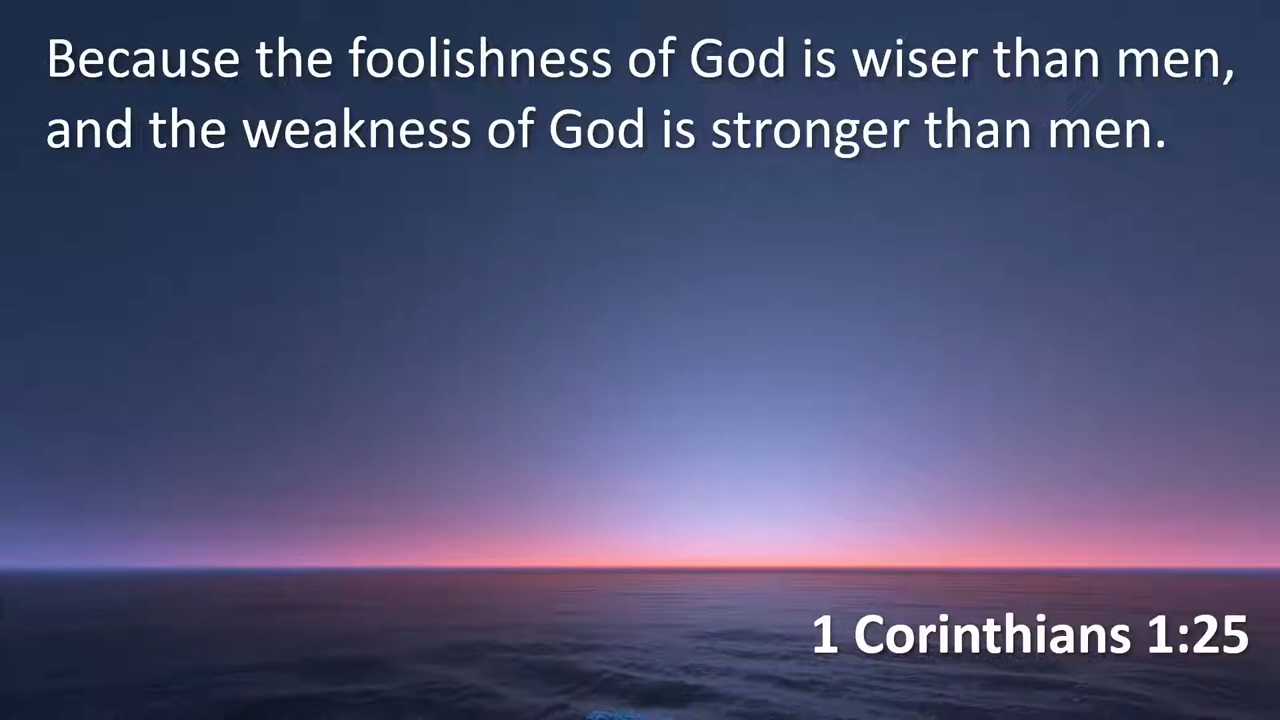 Because the foolishness of God is wiser than men,
and the weakness of God is stronger than men.
1 Corinthians 1:25